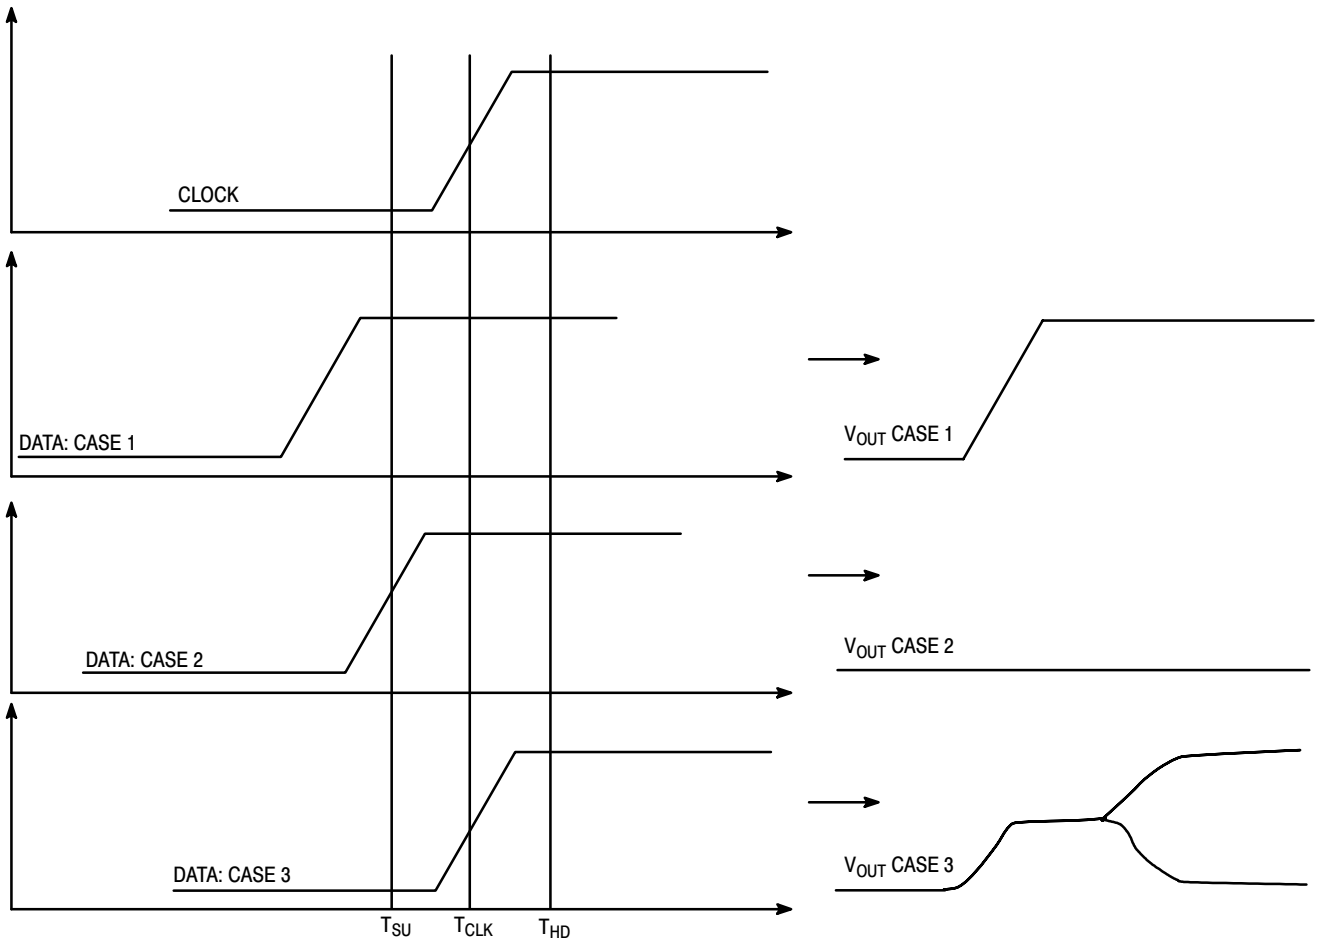 CLOCK
DATA: CASE 1
VOUT CASE 1
DATA: CASE 2
VOUT CASE 2
DATA: CASE 3
VOUT CASE 3
TSU TCLK THD